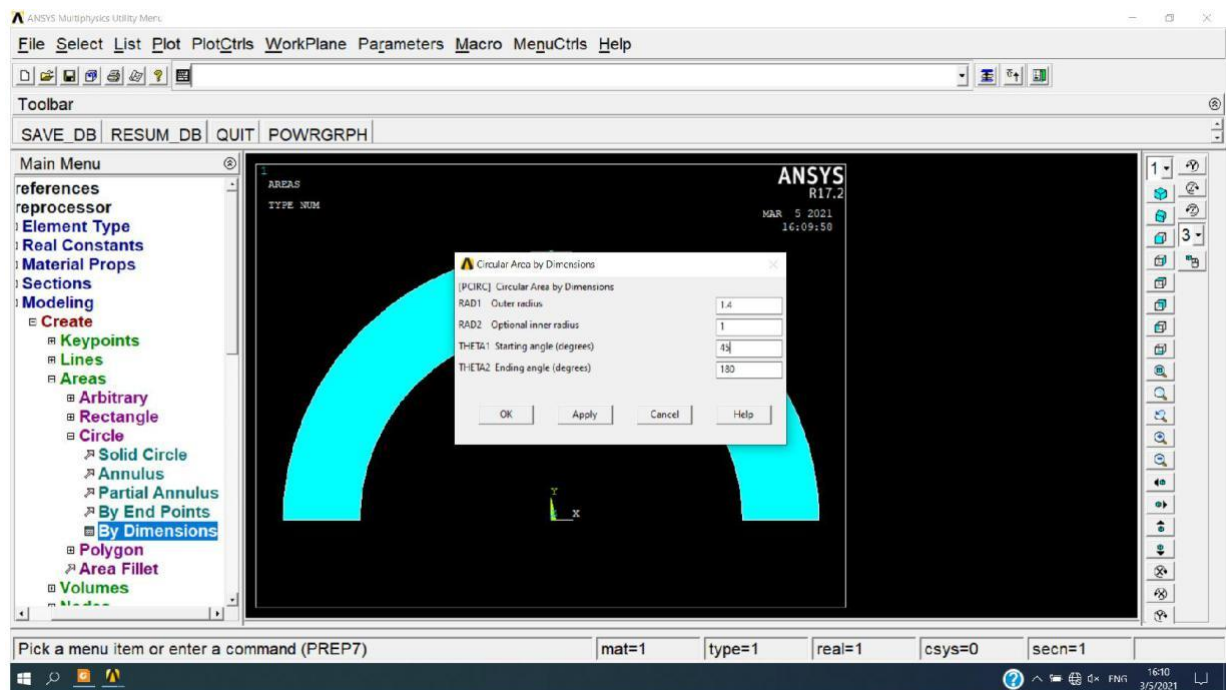 ANSYS Multiphysics Utility Menu
File Select List Plot PlotCtrls WorkPlane Parameters Macro MenuCtrls Help
Toolbar
SAVE_DB RESUM_DB QUIT POWRGRPH
Main Menu
references
reprocessor
Element Type
Real Constants
Material Props
Sections
Modeling
Create
Keypoints
Lines
Areas
Arbitrary
Rectangle
Circle
Solid Circle
Annulus
Partial Annulus
By End Points
By Dimensions
Polygon
Area Fillet
Volumes
1
AREAS
TYPE NUM
ANSYS
R17.2
MAR 5 2021
16:09:58
Circular Area by Dimensions
[PCIRC] Circular Area by Dimensions
RAD1 Outer radius 1.4
RAD2 Optional inner radius 1
THETA1 Starting angle (degrees) 45
THETA2 Ending angle (degrees) 180
OK Apply Cancel Help
Y
X
1
3
Pick a menu item or enter a command (PREP7) mat=1 type=1 real=1 csys=0 secn=1
ENG 16:10
3/5/2021